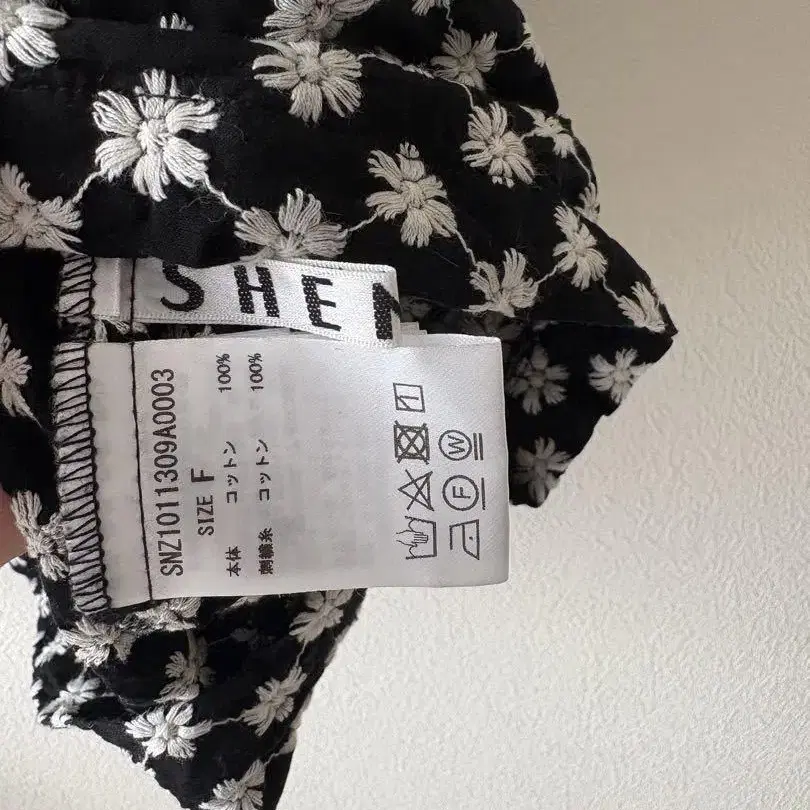 SHE
SNZ1011309A0003
SIZE F
本体 コットン 100%
刺繍糸 コットン 100%
F W